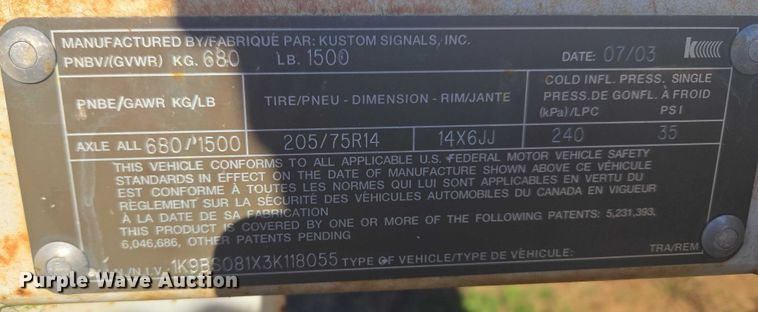 MANUFACTURED BY/FABRIQUÉ PAR: KUSTOM SIGNALS, INC.
PNBV/(GVWR) KG. 680 LB. 1500 DATE: 07/03
PNBE/GAWR KG/LB TIRE/PNEU - DIMENSION - RIM/JANTE COLD INFL. PRESS. SINGLE
PRESS.DE GONFL. À FROID
(kPa)/LPC PSI
AXLE ALL 680/1500 205/75R14 14X6JJ 240 35
THIS VEHICLE CONFORMS TO ALL APPLICABLE U.S. FEDERAL MOTOR VEHICLE SAFETY
STANDARDS IN EFFECT ON THE DATE OF MANUFACTURE SHOWN ABOVE CE VÉHICULE
EST CONFORME À TOUTES LES NORMES QUI LUI SONT APPLICABLES EN VERTU DU
RÈGLEMENT SUR LA SÉCURITÉ DES VÉHICULES AUTOMOBILES DU CANADA EN VIGUEUR
À LA DATE DE SA FABRICATION
THIS PRODUCT IS COVERED BY ONE OR MORE OF THE FOLLOWING PATENTS: 5,231,393,
6,046,686, OTHER PATENTS PENDING
/N.I.V. 1K9BS081X3K118055 TYPE OF VEHICLE/TYPE DE VÉHICULE: TRA/REM
Purple Wave Auction